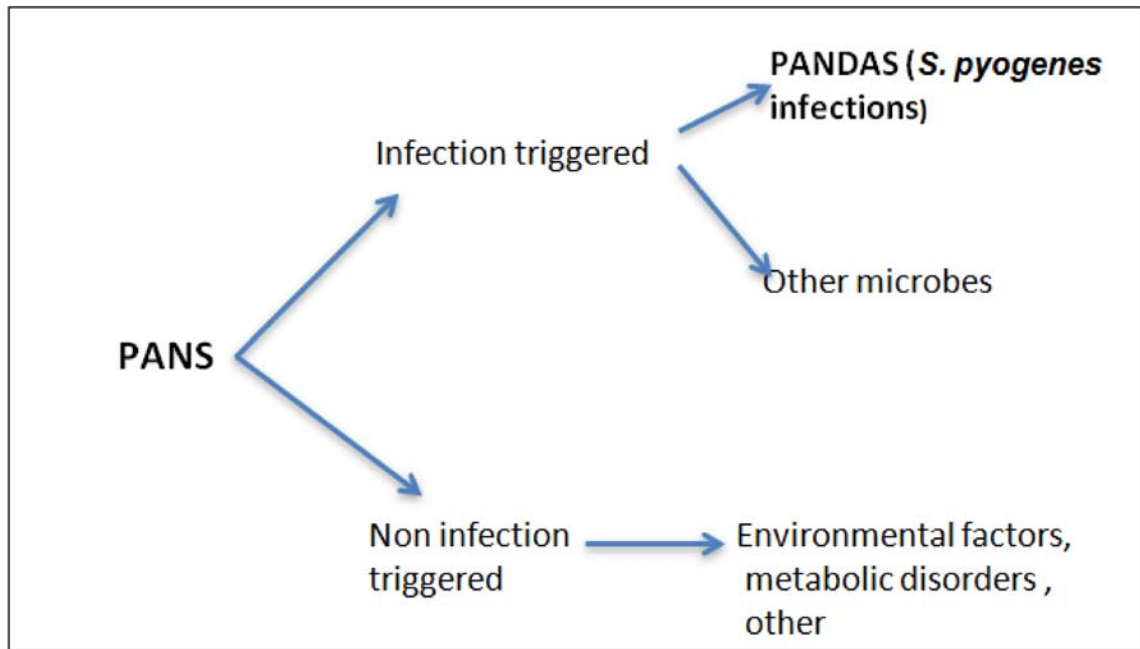 PANDAS (S. pyogenes
infections)
Infection triggered
Other microbes
PANS
Non infection
triggered
Environmental factors,
metabolic disorders ,
other